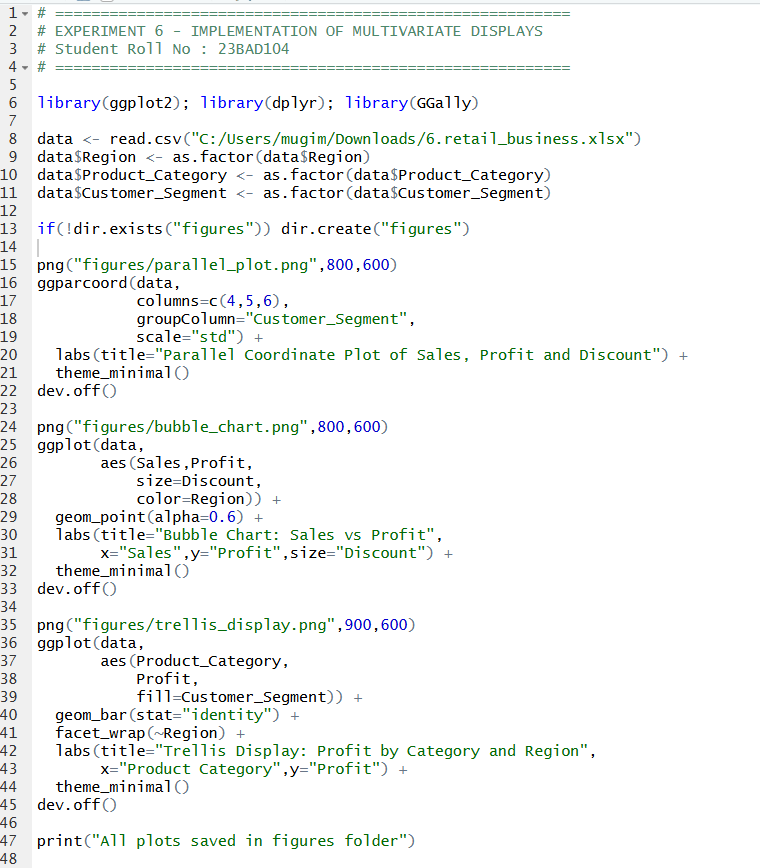 1 # =========================================================
2 # EXPERIMENT 6 - IMPLEMENTATION OF MULTIVARIATE DISPLAYS
3 # Student Roll No : 23BAD104
4 # =========================================================
5
6 library(ggplot2); library(dplyr); library(GGally)
7
8 data <- read.csv("C:/Users/mugim/Downloads/6.retail_business.xlsx")
9 data$Region <- as.factor(data$Region)
10 data$Product_Category <- as.factor(data$Product_Category)
11 data$Customer_Segment <- as.factor(data$Customer_Segment)
12
13 if(!dir.exists("figures")) dir.create("figures")
14
15 png("figures/parallel_plot.png",800,600)
16 ggparcoord(data,
17            columns=c(4,5,6),
18            groupColumn="Customer_Segment",
19            scale="std") +
20   labs(title="Parallel Coordinate Plot of Sales, Profit and Discount") +
21   theme_minimal()
22 dev.off()
23
24 png("figures/bubble_chart.png",800,600)
25 ggplot(data,
26        aes(Sales,Profit,
27            size=Discount,
28            color=Region)) +
29   geom_point(alpha=0.6) +
30   labs(title="Bubble Chart: Sales vs Profit",
31        x="Sales",y="Profit",size="Discount") +
32   theme_minimal()
33 dev.off()
34
35 png("figures/trellis_display.png",900,600)
36 ggplot(data,
37        aes(Product_Category,
38            Profit,
39            fill=Customer_Segment)) +
40   geom_bar(stat="identity") +
41   facet_wrap(~Region) +
42   labs(title="Trellis Display: Profit by Category and Region",
43        x="Product Category",y="Profit") +
44   theme_minimal()
45 dev.off()
46
47 print("All plots saved in figures folder")
48